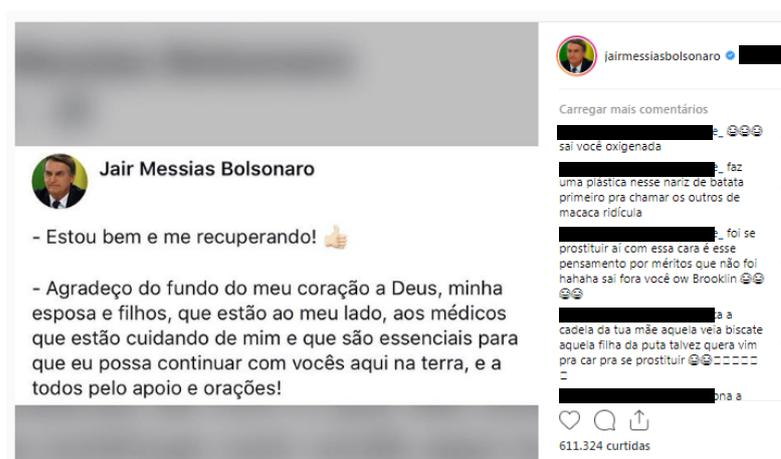 Jair Messias Bolsonaro
- Estou bem e me recuperando! 👍🏻
- Agradeço do fundo do meu coração a Deus, minha
esposa e filhos, que estão ao meu lado, aos médicos
que estão cuidando de mim e que são essenciais para
que eu possa continuar com vocês aqui na terra, e a
todos pelo apoio e orações!
jairmessiasbolsonaro
Carregar mais comentários
e_ 😂😂😂
sai você oxigenada
e_ faz
uma plástica nesse nariz de batata
primeiro pra chamar os outros de
macaca ridícula
e_ foi se
prostituir aí com essa cara é esse
pensamento por méritos que não foi
hahaha saí fora você ow Brooklin 😂😂
😂😂
ta a
cadela da tua mãe aquela veia biscate
aquela filha da puta talvez quera vim
pra car pra se prostituir 😂😂□□□□□
□
ona a
611.324 curtidas